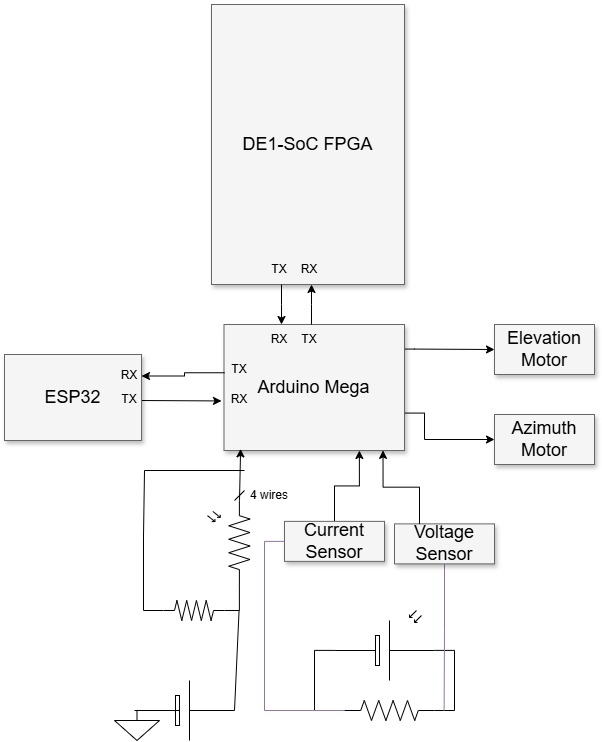 DE1-SoC FPGA
TX RX
RX TX
Elevation
Motor
TX
RX
Arduino Mega
ESP32
RX
TX
Azimuth
Motor
4 wires
Current
Sensor
Voltage
Sensor